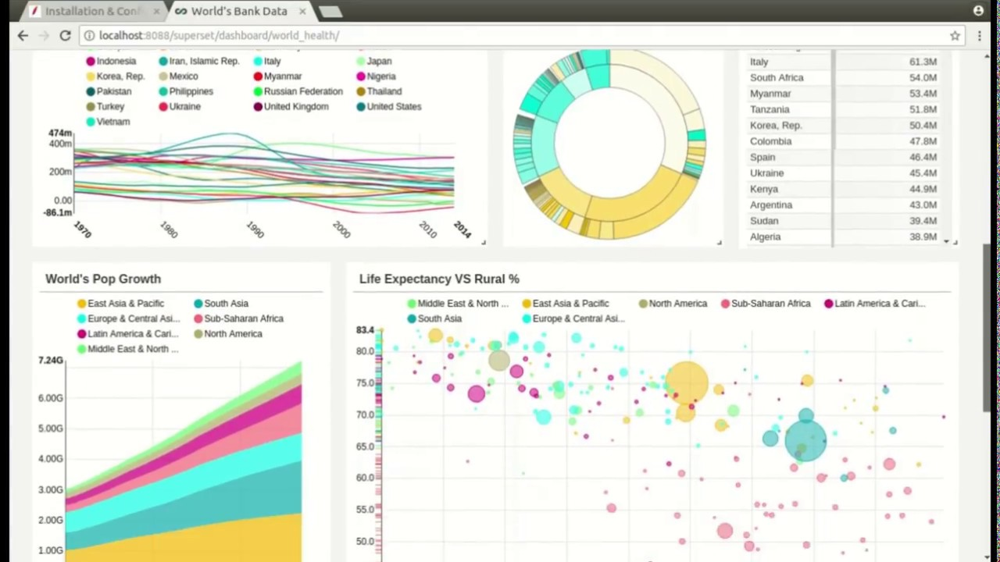 Installation & Conf
World's Bank Data
localhost:8088/superset/dashboard/world_health/
Indonesia Iran, Islamic Rep. Italy Japan
Korea, Rep. Mexico Myanmar Nigeria
Pakistan Philippines Russian Federation Thailand
Turkey Ukraine United Kingdom United States
Vietnam
474m
400m
200m
0.00
-86.1m
1970 1980 1990 2000 2010 2014
Italy 61.3M
South Africa 54.0M
Myanmar 53.4M
Tanzania 51.8M
Korea, Rep. 50.4M
Colombia 47.8M
Spain 46.4M
Ukraine 45.4M
Kenya 44.9M
Argentina 43.0M
Sudan 39.4M
Algeria 38.9M
World's Pop Growth
East Asia & Pacific South Asia
Europe & Central Asi... Sub-Saharan Africa
Latin America & Cari... North America
Middle East & North ...
7.24G
6.00G
5.00G
4.00G
3.00G
2.00G
1.00G
Life Expectancy VS Rural %
Middle East & North ... East Asia & Pacific North America Sub-Saharan Africa Latin America & Cari...
South Asia Europe & Central Asi...
83.4
80.0
75.0
70.0
65.0
60.0
55.0
50.0